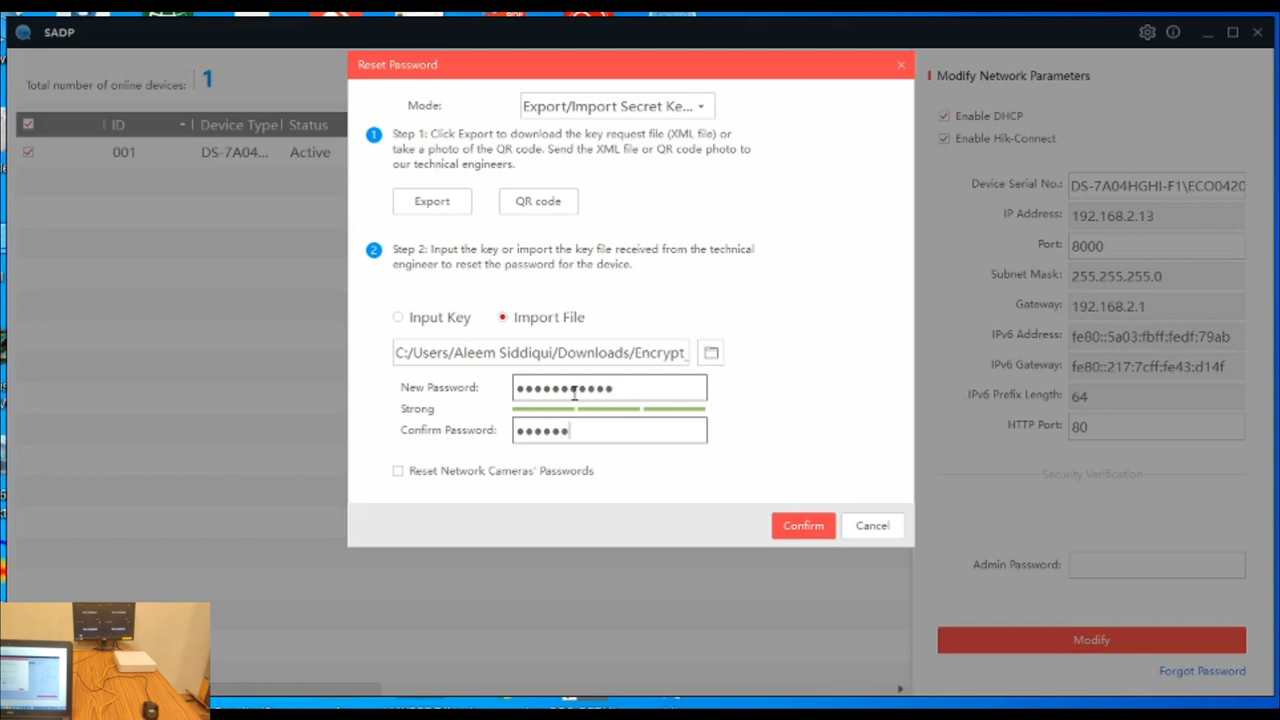 SADP
Total number of online devices: 1
ID Device Type Status
001 DS-7A04... Active
Reset Password
Mode: Export/Import Secret Ke...
1 Step 1: Click Export to download the key request file (XML file) or
take a photo of the QR code. Send the XML file or QR code photo to
our technical engineers.
Export QR code
2 Step 2: Input the key or import the key file received from the technical
engineer to reset the password for the device.
Input Key Import File
C:/Users/Aleem Siddiqui/Downloads/Encrypt_
New Password: ●●●●●●●●●●●
Strong
Confirm Password: ●●●●●●
Reset Network Cameras' Passwords
Confirm Cancel
Modify Network Parameters
Enable DHCP
Enable Hik-Connect
Device Serial No.: DS-7A04HGHI-F1\ECO0420
IP Address: 192.168.2.13
Port: 8000
Subnet Mask: 255.255.255.0
Gateway: 192.168.2.1
IPv6 Address: fe80::5a03:fbff:fedf:79ab
IPv6 Gateway: fe80::217:7cff:fe43:d14f
IPv6 Prefix Length: 64
HTTP Port: 80
Security Verification
Admin Password:
Modify
Forgot Password